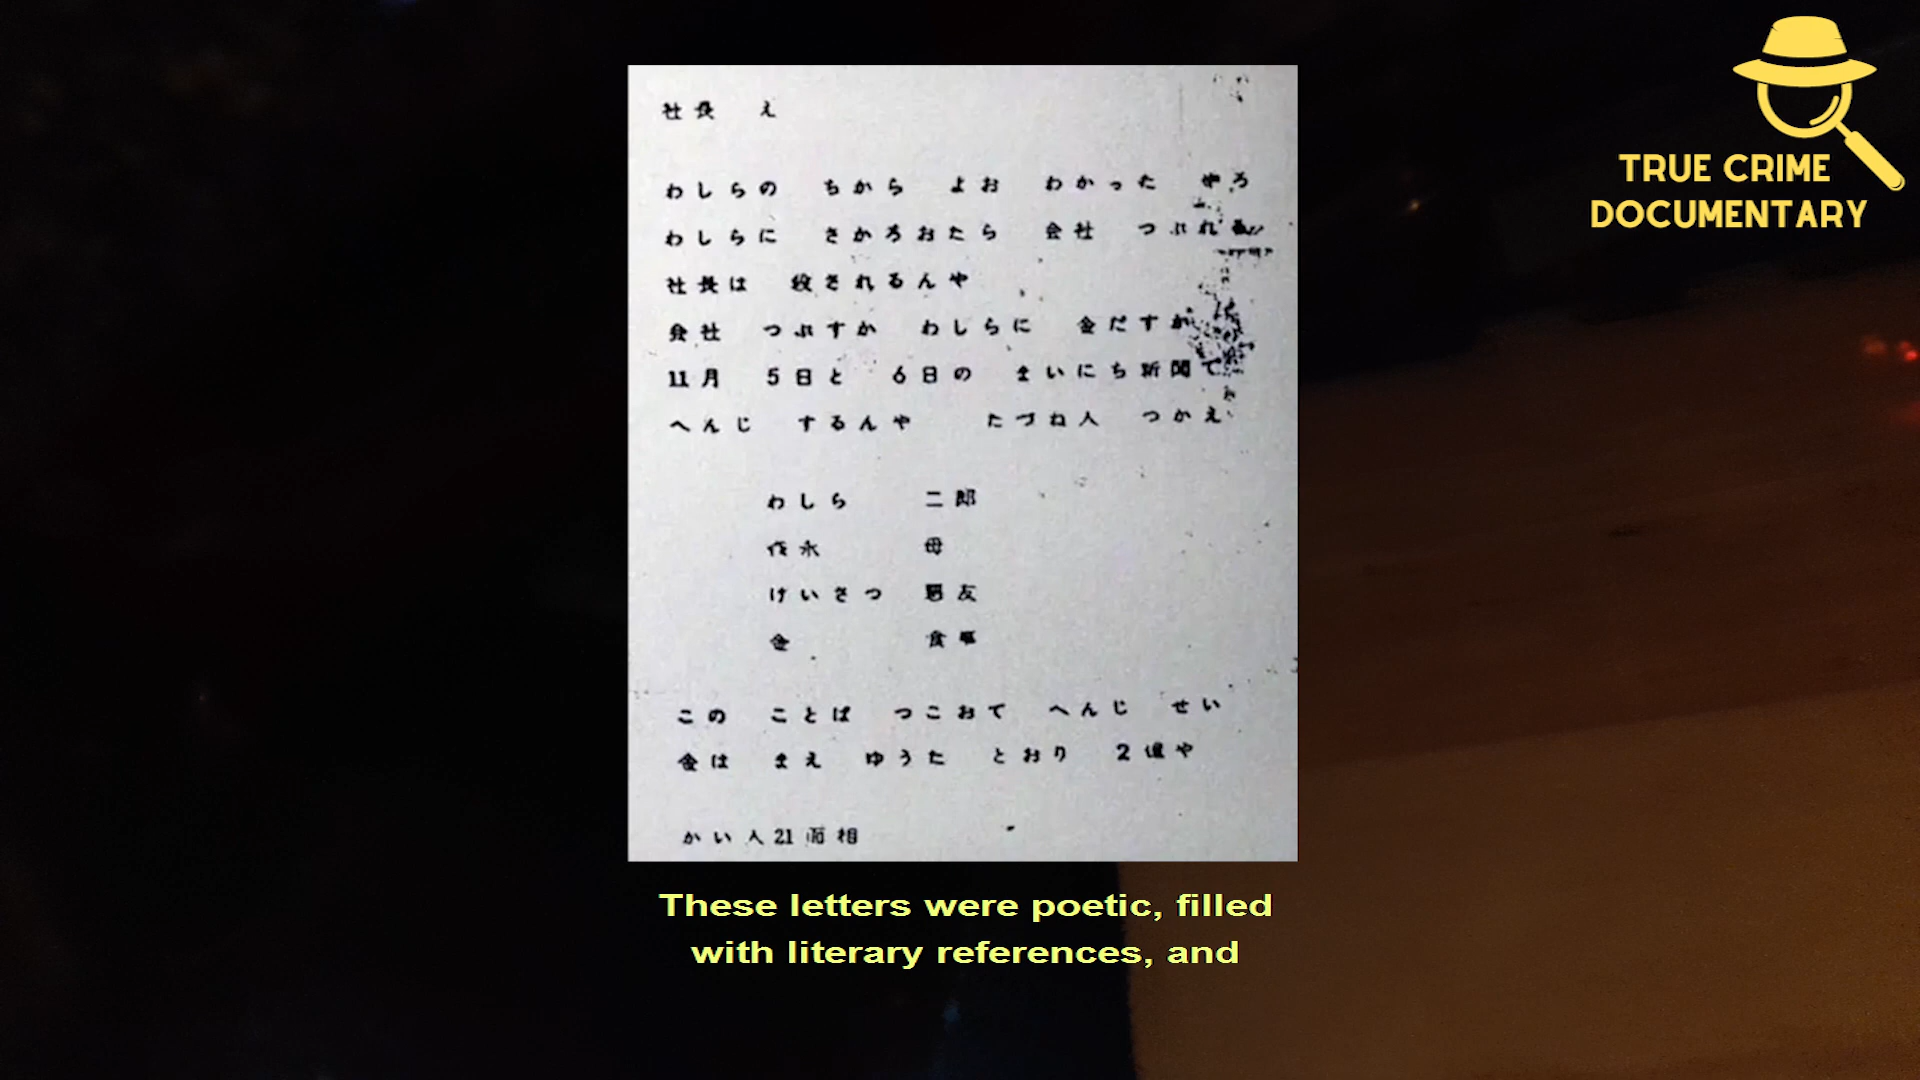 社長 え
わしらの ちから よお わかった やろ
わしらに さかろおたら 会社 つぶれ
社長は 殺されるんや
会社 つぶすか わしらに 金だすか
11月 5日と 6日の まいにち新聞で
へんじ するんや たづね人 つかえ
わしら 二郎
母
けいさつ 悪友
金 食事
この ことば つこおて へんじ せい
金は まえ ゆうた とおり 2億や
かい人21面相
TRUE CRIME
DOCUMENTARY
These letters were poetic, filled
with literary references, and